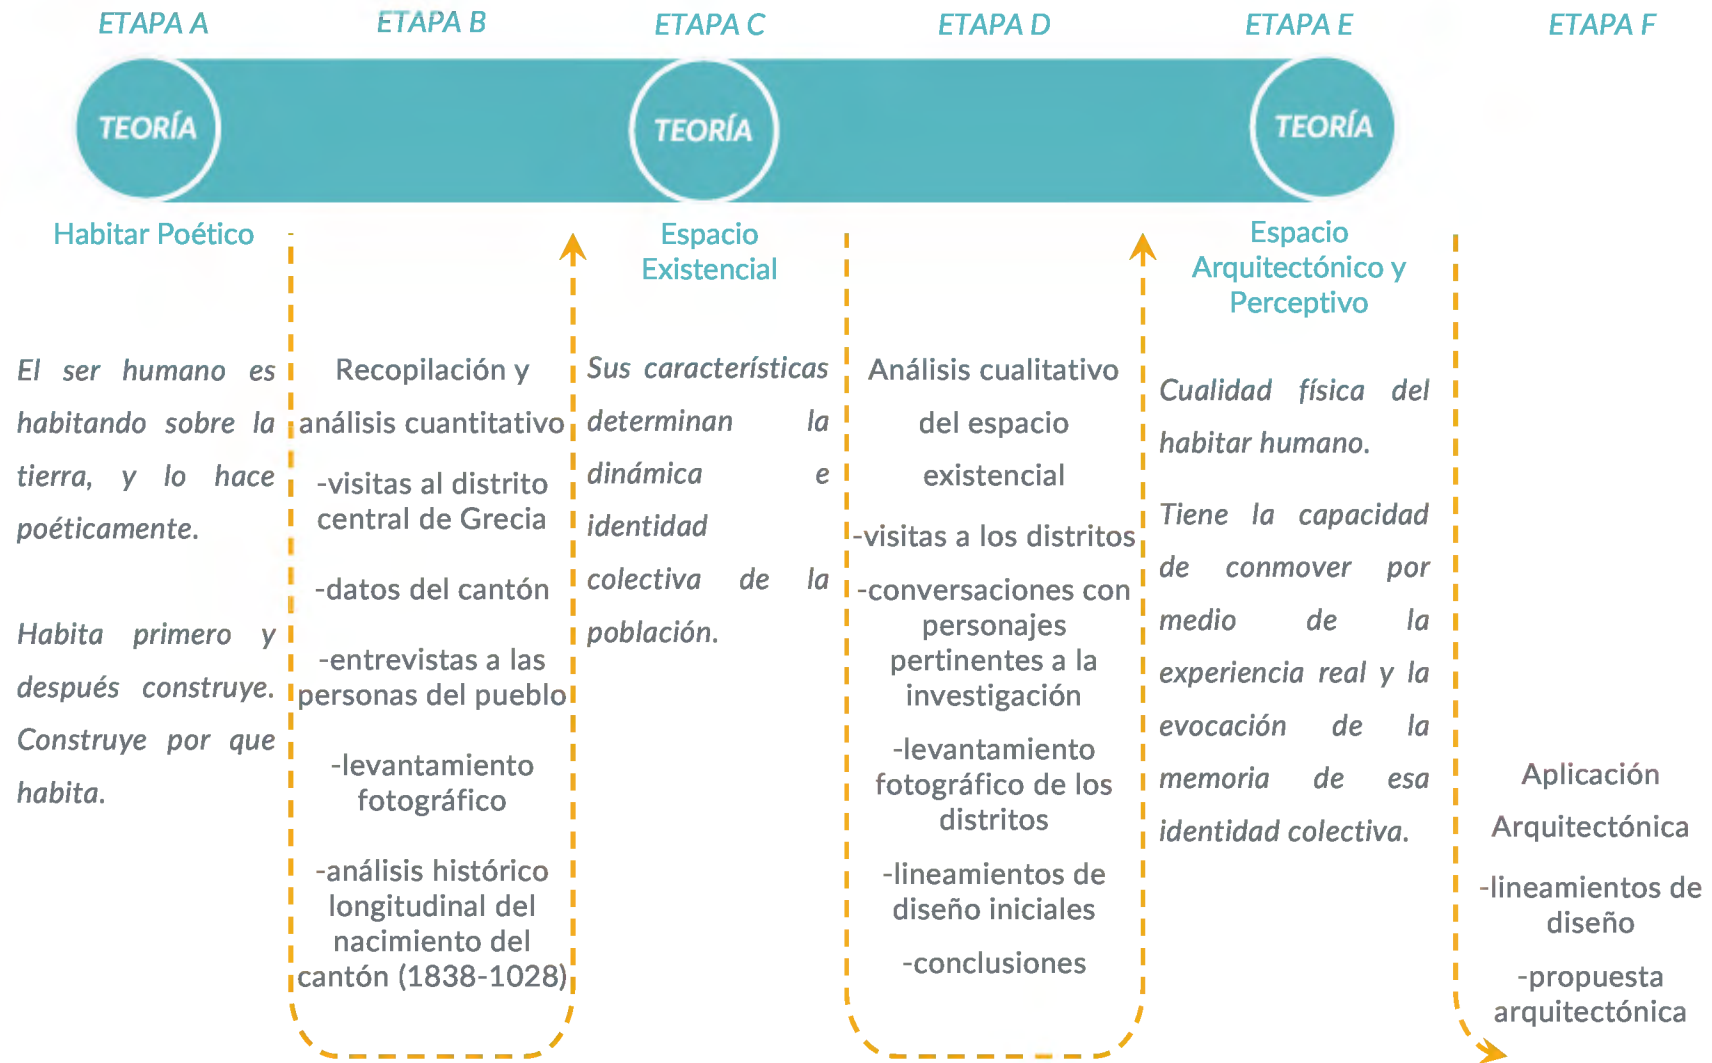 ETAPA A
ETAPA B
ETAPA C
ETAPA D
ETAPA E
ETAPA F
TEORÍA
TEORÍA
TEORÍA
Habitar Poético
El ser humano es
habitando sobre la
tierra, y lo hace
poéticamente.
Habita primero y
después construye.
Construye por que
habita.
Recopilación y
análisis cuantitativo
-visitas al distrito
central de Grecia
-datos del cantón
-entrevistas a las
personas del pueblo
-levantamiento
fotográfico
-análisis histórico
longitudinal del
nacimiento del
cantón (1838-1028)
Espacio
Existencial
Sus características
determinan la
dinámica e
identidad
colectiva de la
población.
Análisis cualitativo
del espacio
existencial
-visitas a los distritos
-conversaciones con
personajes
pertinentes a la
investigación
-levantamiento
fotográfico de los
distritos
-lineamientos de
diseño iniciales
-conclusiones
Espacio
Arquitectónico y
Perceptivo
Cualidad física del
habitar humano.
Tiene la capacidad
de conmover por
medio de la
experiencia real y la
evocación de la
memoria de esa
identidad colectiva.
Aplicación
Arquitectónica
-lineamientos de
diseño
-propuesta
arquitectónica